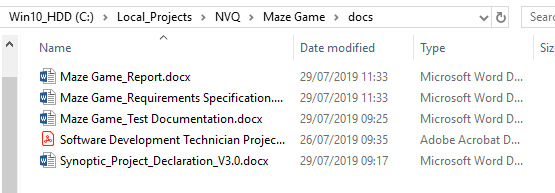 Win10_HDD (C:) > Local_Projects > NVQ > Maze Game > docs
Sear
Name Date modified Type
Maze Game_Report.docx 29/07/2019 11:33 Microsoft Word D...
Maze Game_Requirements Specification.... 29/07/2019 11:33 Microsoft Word D...
Maze Game_Test Documentation.docx 29/07/2019 09:25 Microsoft Word D...
Software Development Technician Projec... 26/07/2019 09:35 Adobe Acrobat D...
Synoptic_Project_Declaration_V3.0.docx 29/07/2019 09:17 Microsoft Word D...